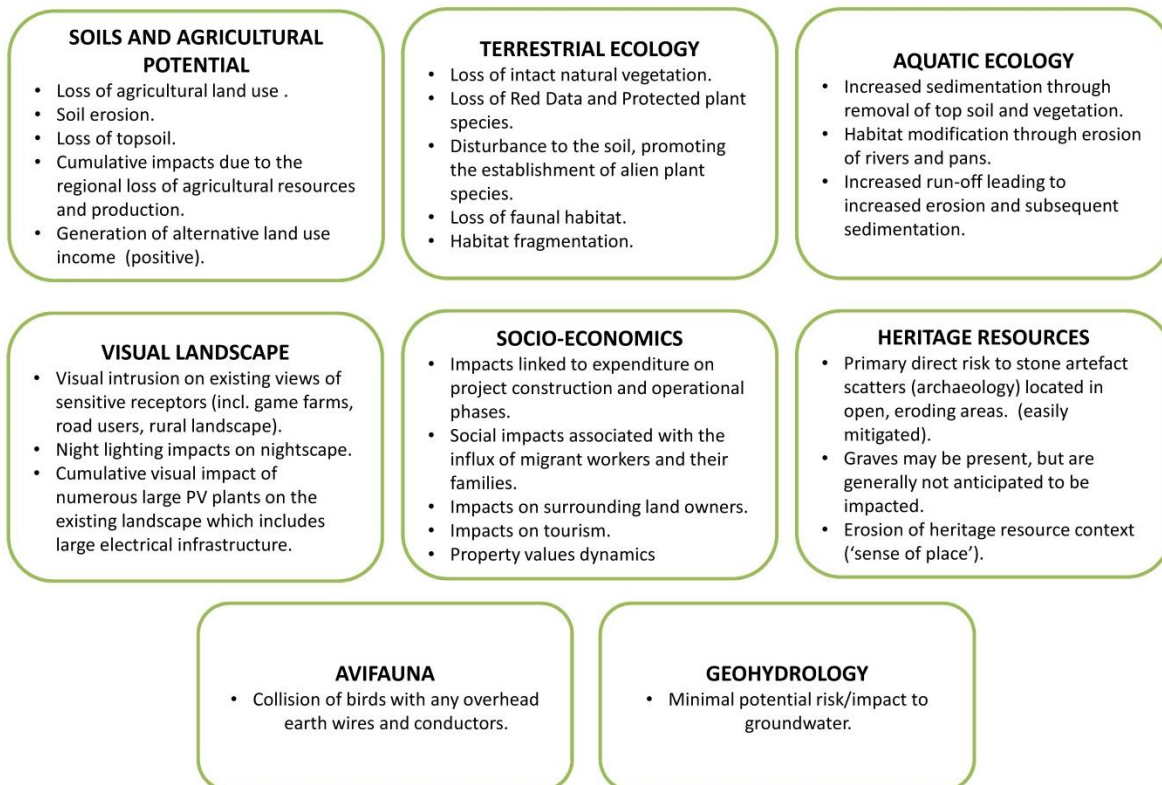 SOILS AND AGRICULTURAL
POTENTIAL
• Loss of agricultural land use .
• Soil erosion.
• Loss of topsoil.
• Cumulative impacts due to the
regional loss of agricultural resources
and production.
• Generation of alternative land use
income (positive).
TERRESTRIAL ECOLOGY
• Loss of intact natural vegetation.
• Loss of Red Data and Protected plant
species.
• Disturbance to the soil, promoting
the establishment of alien plant
species.
• Loss of faunal habitat.
• Habitat fragmentation.
AQUATIC ECOLOGY
• Increased sedimentation through
removal of top soil and vegetation.
• Habitat modification through erosion
of rivers and pans.
• Increased run-off leading to
increased erosion and subsequent
sedimentation.
VISUAL LANDSCAPE
• Visual intrusion on existing views of
sensitive receptors (incl. game farms,
road users, rural landscape).
• Night lighting impacts on nightscape.
• Cumulative visual impact of
numerous large PV plants on the
existing landscape which includes
large electrical infrastructure.
SOCIO-ECONOMICS
• Impacts linked to expenditure on
project construction and operational
phases.
• Social impacts associated with the
influx of migrant workers and their
families.
• Impacts on surrounding land owners.
• Impacts on tourism.
• Property values dynamics
HERITAGE RESOURCES
• Primary direct risk to stone artefact
scatters (archaeology) located in
open, eroding areas. (easily
mitigated).
• Graves may be present, but are
generally not anticipated to be
impacted.
• Erosion of heritage resource context
(‘sense of place’).
AVIFAUNA
• Collision of birds with any overhead
earth wires and conductors.
GEOHYDROLOGY
• Minimal potential risk/impact to
groundwater.